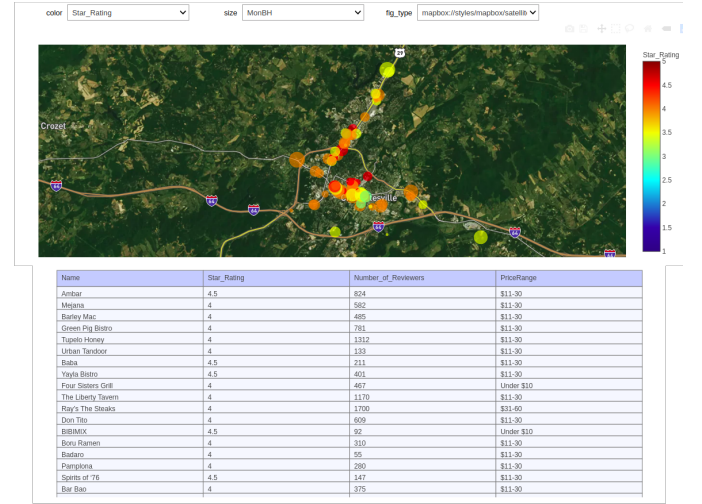 color Star_Rating size MonBH fig_type mapbox://styles/mapbox/satellit
Star_Rating
5
4.5
4
3.5
3
2.5
2
1.5
1
29
Crozet
64
64
64
64
64
Name Star_Rating Number_of_Reviewers PriceRange
Ambar 4.5 824 $11-30
Mejana 4 582 $11-30
Barley Mac 4 485 $11-30
Green Pig Bistro 4 781 $11-30
Tupelo Honey 4 1312 $11-30
Urban Tandoor 4 133 $11-30
Baba 4.5 211 $11-30
Yayla Bistro 4.5 401 $11-30
Four Sisters Grill 4 467 Under $10
The Liberty Tavern 4 1170 $11-30
Ray's The Steaks 4 1700 $31-60
Don Tito 4 609 $11-30
BIBIMIX 4.5 92 Under $10
Boru Ramen 4 310 $11-30
Badaro 4 55 $11-30
Pamplona 4 280 $11-30
Spirits of '76 4.5 147 $11-30
Bar Bao 4 375 $11-30